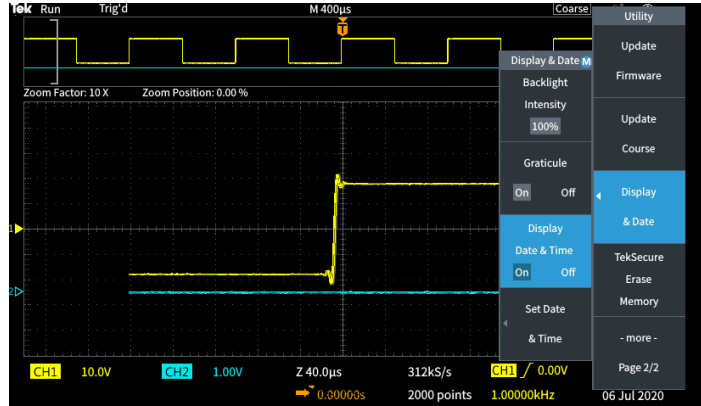 Tek Run Trig'd M 400µs Coarse
Utility
T
Update
Firmware
Display & Date M
Backlight
Intensity
100%
Zoom Factor: 10 X Zoom Position: 0.00 %
Update
Course
Graticule
On Off
Display
& Date
1
Display
Date & Time
On Off
TekSecure
Erase
Memory
2
Set Date
& Time
- more -
Page 2/2
CH1 10.0V CH2 1.00V Z 40.0µs 312kS/s CH1 0.00V
0.00000s 2000 points 1.00000kHz 06 Jul 2020